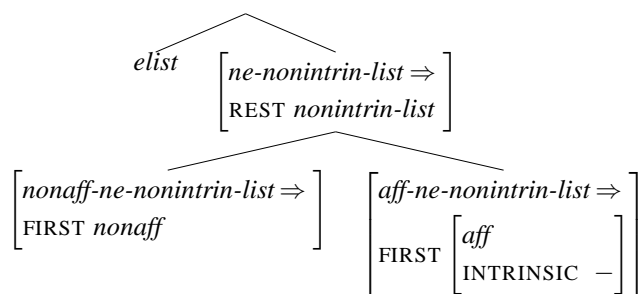 elist
ne-nonintrin-list ⇒
REST nonintrin-list
nonaff-ne-nonintrin-list ⇒
FIRST nonaff
aff-ne-nonintrin-list ⇒
FIRST
aff
INTRINSIC −